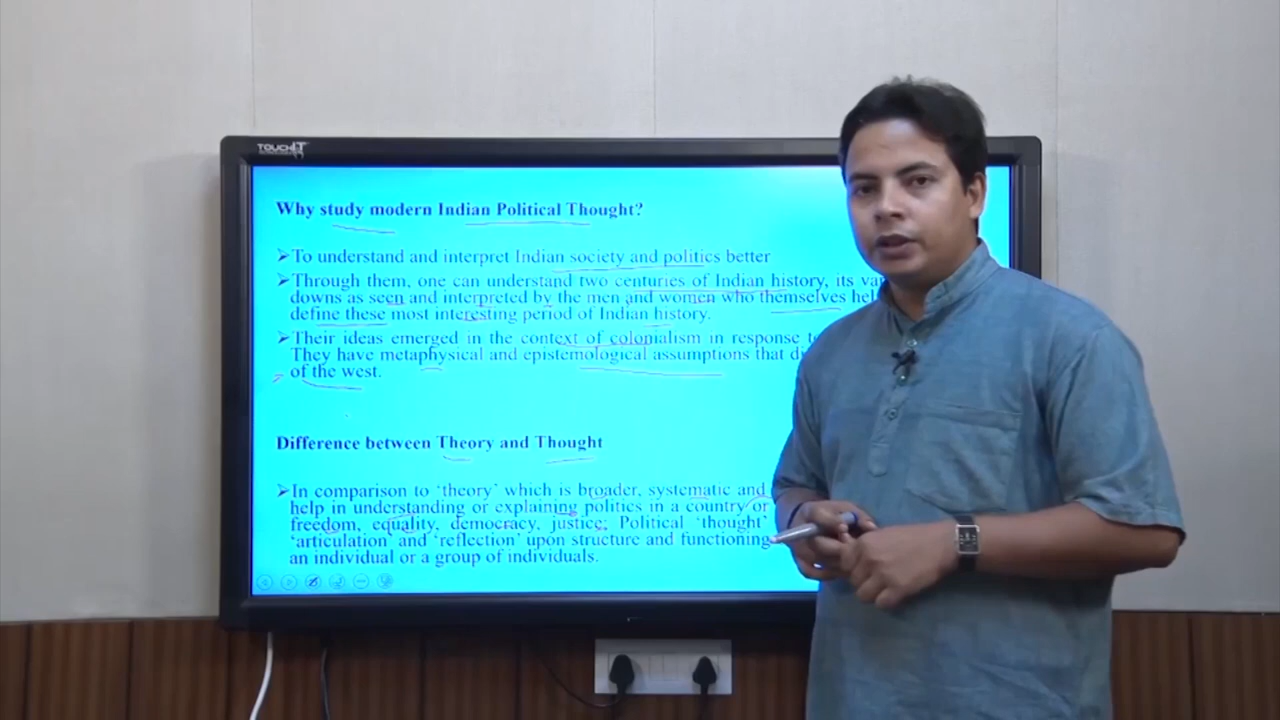 TOUCHIT
Why study modern Indian Political Thought?
➢To understand and interpret Indian society and politics better
➢Through them, one can understand two centuries of Indian history, its
downs as seen and interpreted by the men and women who themselves
define these most interesting period of Indian history.
➢Their ideas emerged in the context of colonialism in response
They have metaphysical and epistemological assumptions that
of the west.
Difference between Theory and Thought
➢In comparison to ‘theory’ which is broader, systematic and
help in understanding or explaining politics in a country or
freedom, equality, democracy, justice; Political ‘thought’
‘articulation’ and ‘reflection’ upon structure and functioning
an individual or a group of individuals.